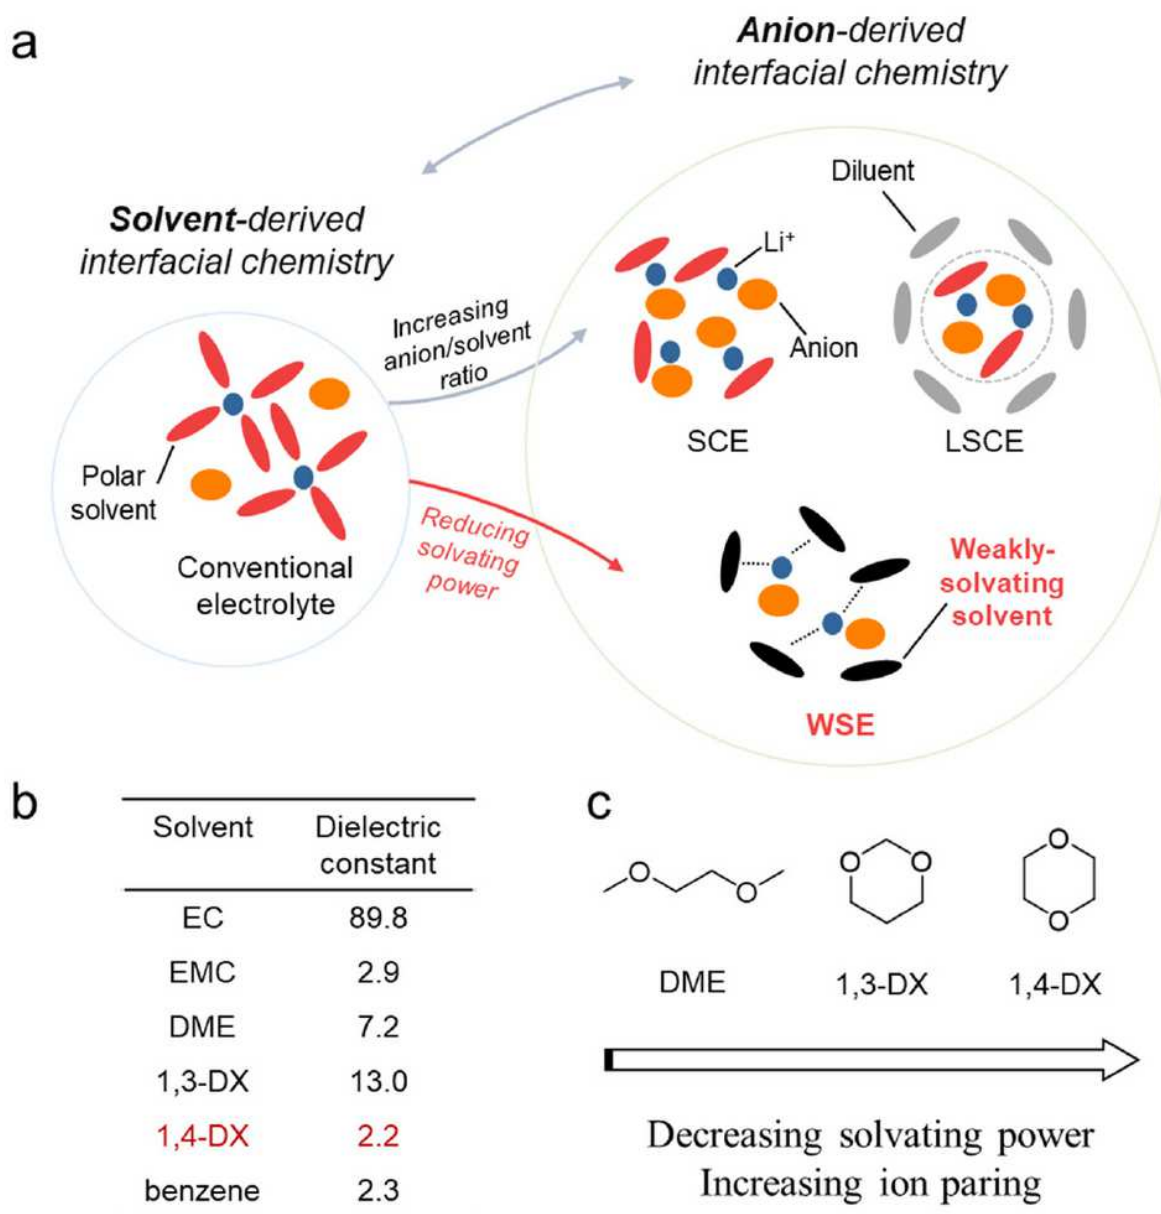 a
Anion-derived
interfacial chemistry
Solvent-derived
interfacial chemistry
Diluent
Li⁺
Increasing
anion/solvent
ratio
Anion
SCE
LSCE
Polar
solvent
Conventional
electrolyte
Reducing
solvating
power
Weakly-
solvating
solvent
WSE
b
Solvent Dielectric
constant
EC 89.8
EMC 2.9
DME 7.2
1,3-DX 13.0
1,4-DX 2.2
benzene 2.3
c
O O O O O O
DME 1,3-DX 1,4-DX
Decreasing solvating power
Increasing ion paring